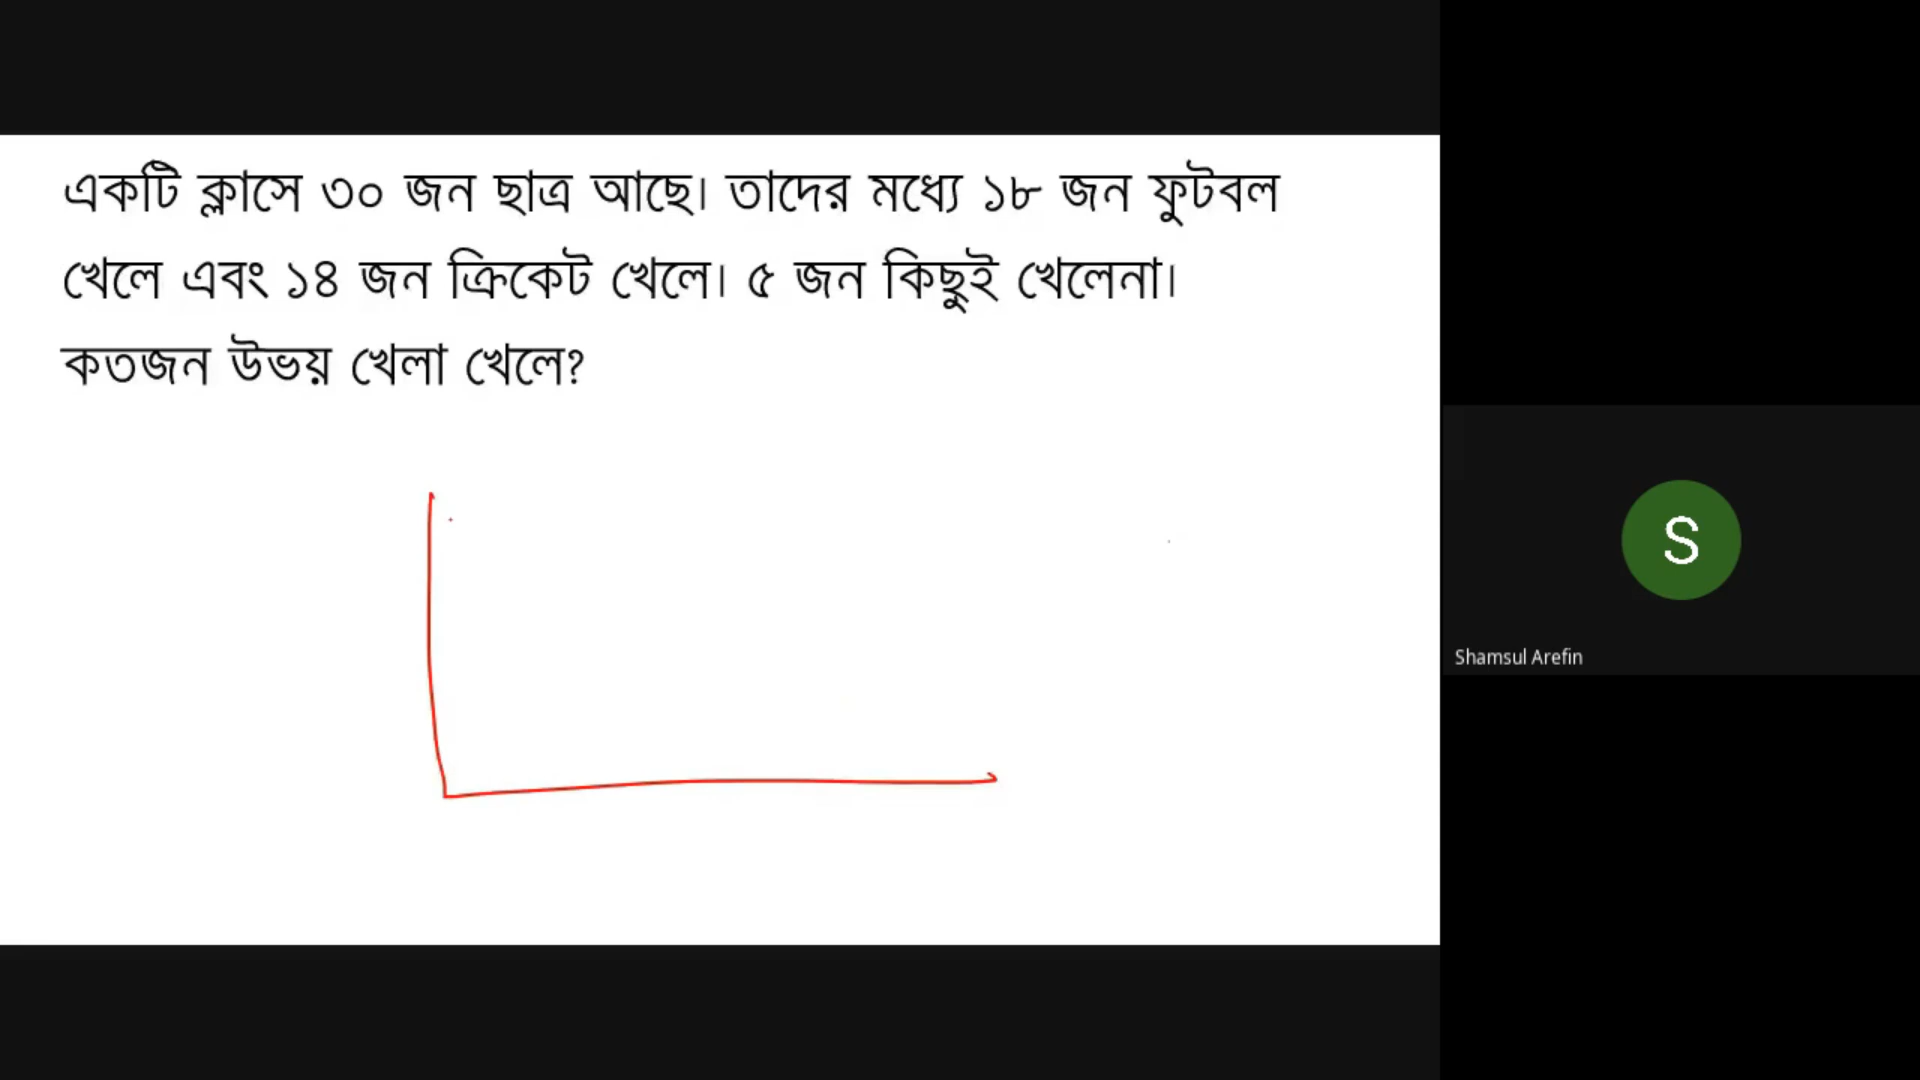 একটি ক্লাসে ৩০ জন ছাত্র আছে। তাদের মধ্যে ১৮ জন ফুটবল
খেলে এবং ১৪ জন ক্রিকেট খেলে। ৫ জন কিছুই খেলেনা।
কতজন উভয় খেলা খেলে?
S
Shamsul Arefin